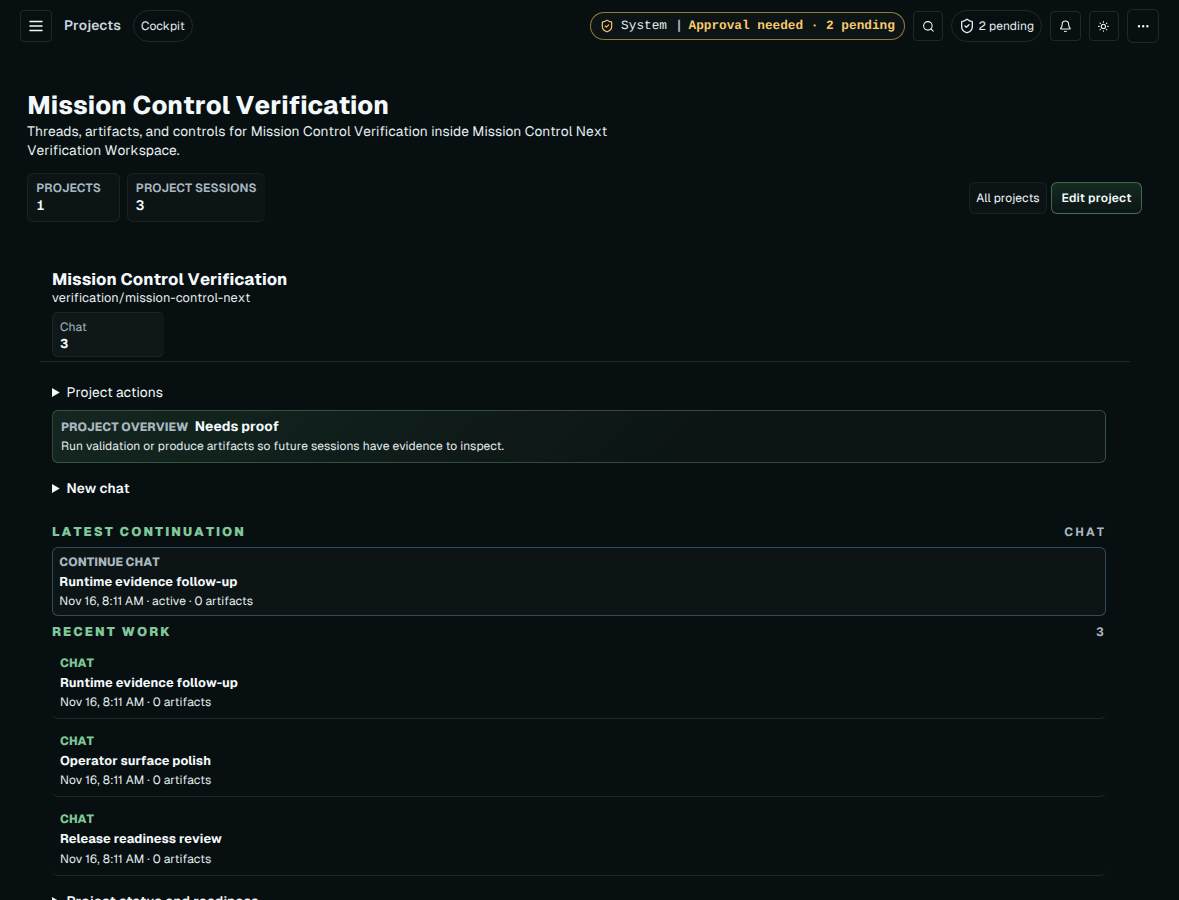 Projects
Cockpit
System | Approval needed · 2 pending
2 pending
Mission Control Verification
Threads, artifacts, and controls for Mission Control Verification inside Mission Control Next
Verification Workspace.
PROJECTS
1
PROJECT SESSIONS
3
All projects
Edit project
Mission Control Verification
verification/mission-control-next
Chat
3
Project actions
PROJECT OVERVIEW Needs proof
Run validation or produce artifacts so future sessions have evidence to inspect.
New chat
LATEST CONTINUATION
CHAT
CONTINUE CHAT
Runtime evidence follow-up
Nov 16, 8:11 AM · active · 0 artifacts
RECENT WORK
3
CHAT
Runtime evidence follow-up
Nov 16, 8:11 AM · 0 artifacts
CHAT
Operator surface polish
Nov 16, 8:11 AM · 0 artifacts
CHAT
Release readiness review
Nov 16, 8:11 AM · 0 artifacts
Project status and readiness